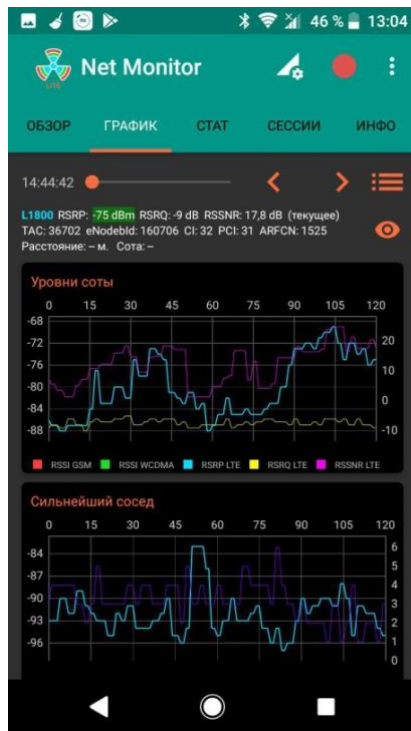 46 % 13:04
LITE
Net Monitor
ОБЗОР ГРАФИК СТАТ СЕССИИ ИНФО
14:44:42
L1800 RSRP: -75 dBm RSRQ:-9 dB RSSNR: 17,8 dB (текущее)
TAC: 36702 eNodebId: 160706 CI: 32 PCI: 31 ARFCN: 1525
Расстояние: – м. Сота: –
Уровни соты
0 15 30 45 60 75 90 105 120
-68
-72 20
-76 10
-80
0
-84
-88 -10
RSSI GSM RSSI WCDMA RSRP LTE RSRQ LTE RSSNR LTE
Сильнейший сосед
0 15 30 45 60 75 90 105 120
-84 6
5
-87 4
-90 3
-93 2
-96 1
0